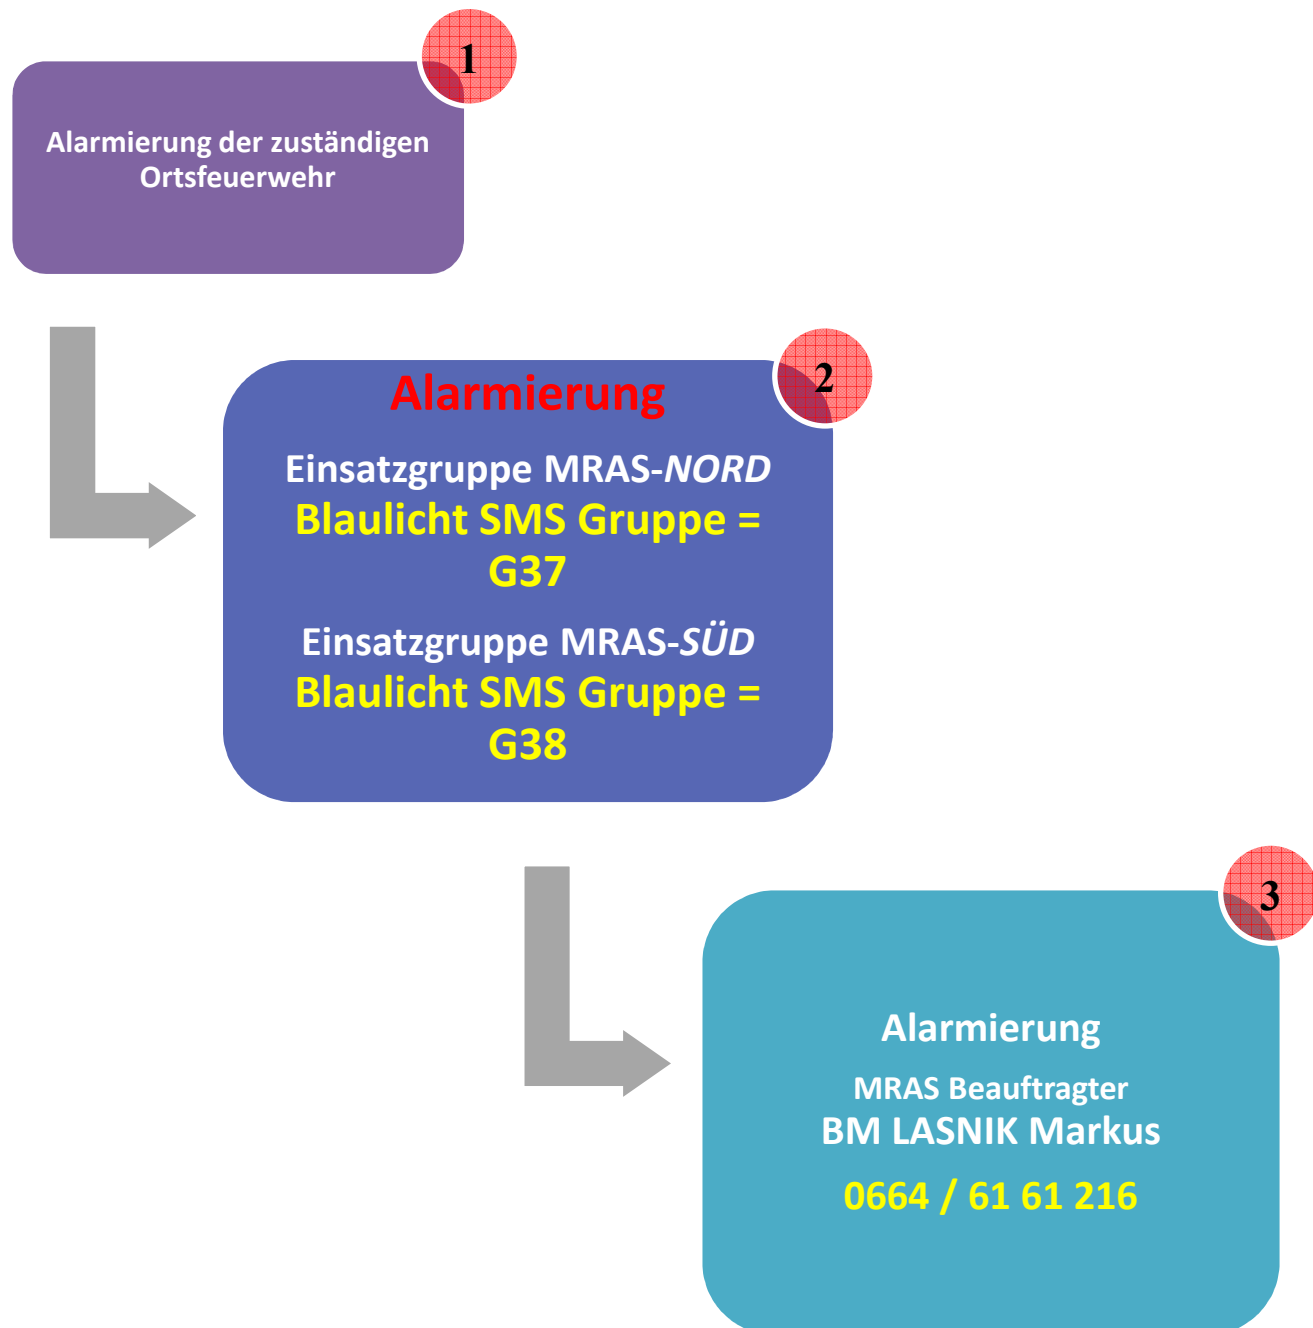 1
Alarmierung der zuständigen
Ortsfeuerwehr
2
Alarmierung
Einsatzgruppe MRAS-NORD
Blaulicht SMS Gruppe =
G37
Einsatzgruppe MRAS-SÜD
Blaulicht SMS Gruppe =
G38
3
Alarmierung
MRAS Beauftragter
BM LASNIK Markus
0664 / 61 61 216